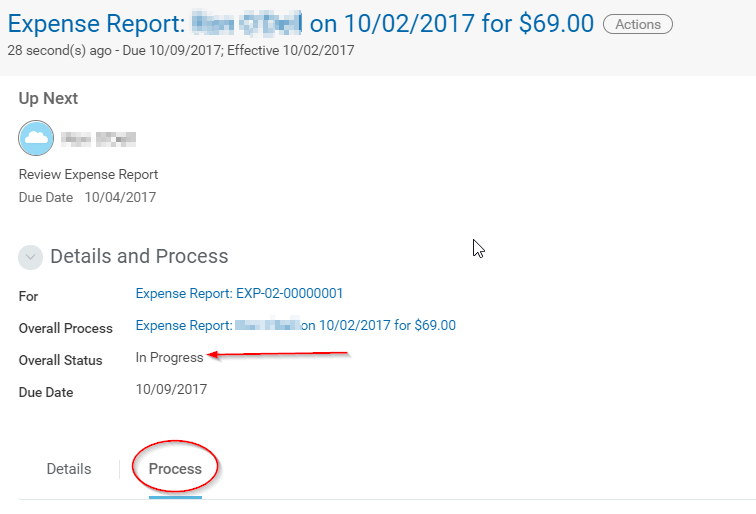 Expense Report: on 10/02/2017 for $69.00 Actions
28 second(s) ago - Due 10/09/2017; Effective 10/02/2017
Up Next
Review Expense Report
Due Date 10/04/2017
Details and Process
For Expense Report: EXP-02-00000001
Overall Process Expense Report: on 10/02/2017 for $69.00
Overall Status In Progress
Due Date 10/09/2017
Details Process